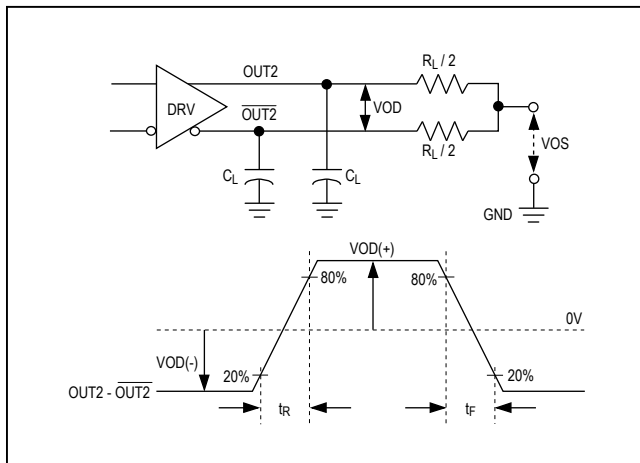 OUT2
R_L / 2
DRV
OUT2̅
VOD
R_L / 2
VOS
C_L
C_L
GND
VOD(+)
80%
80%
0V
VOD(-)
20%
20%
OUT2 - O̅U̅T̅2̅
t_R
t_F